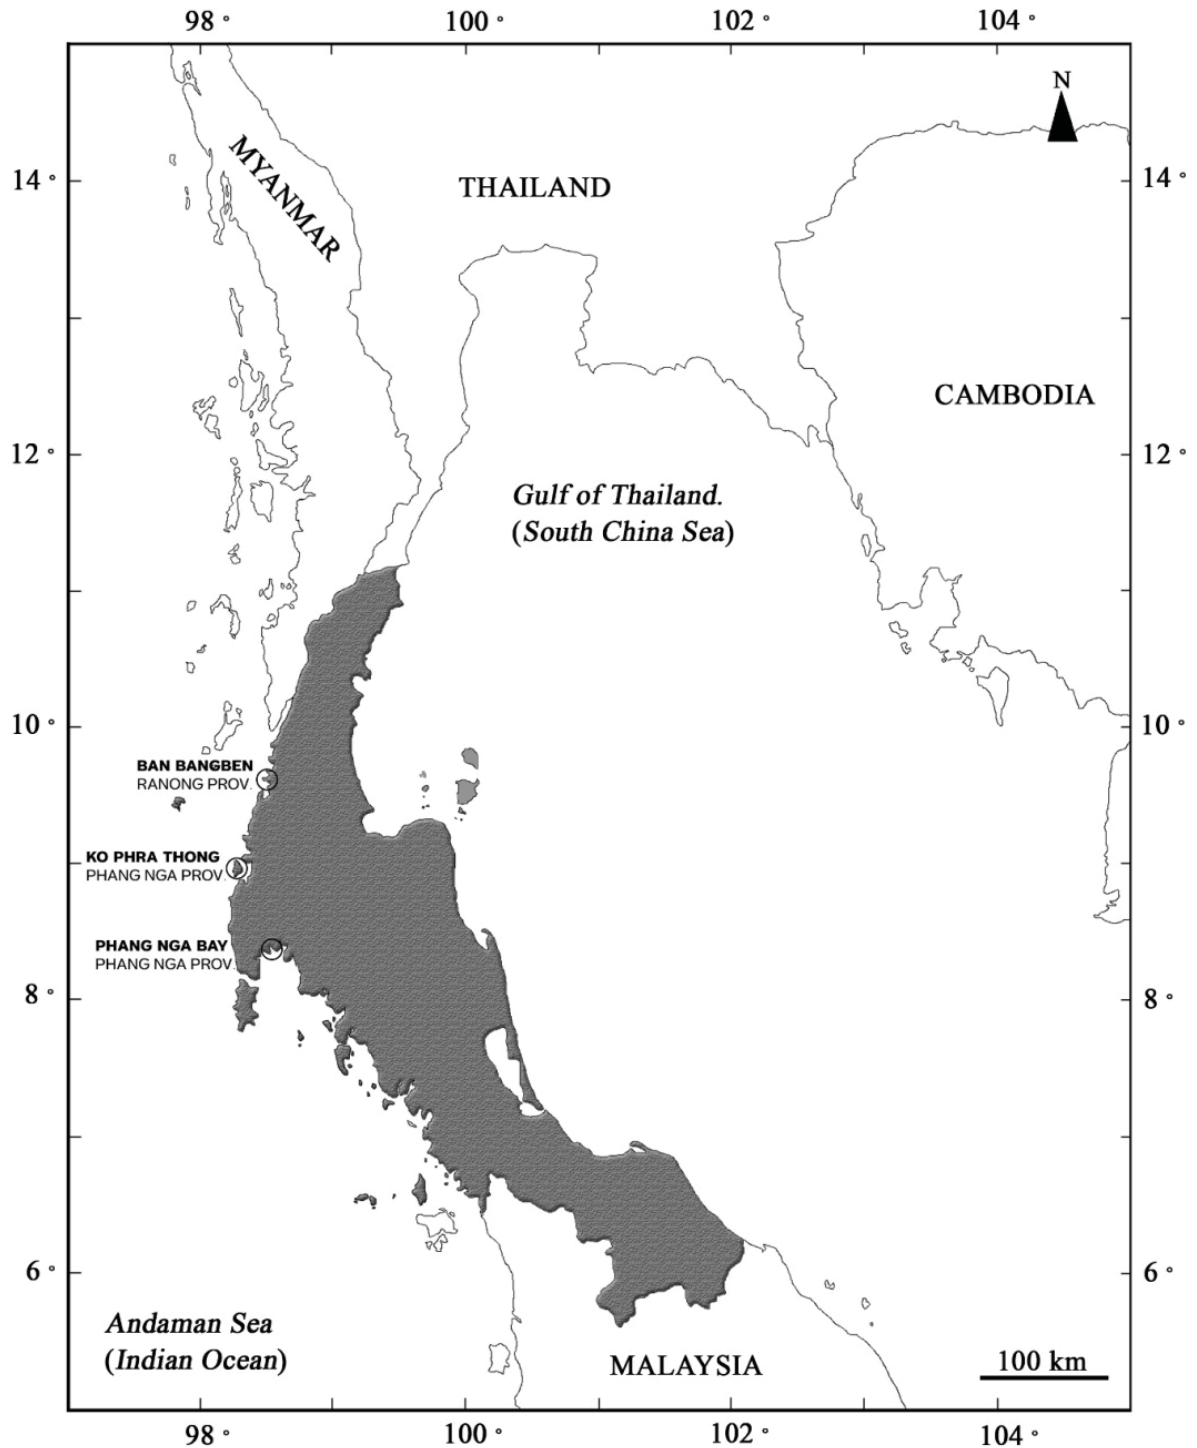 98 °
100 °
102 °
104 °
N
MYANMAR
THAILAND
14 °
14 °
CAMBODIA
12 °
12 °
Gulf of Thailand.
(South China Sea)
10 °
10 °
BAN BANGBEN
RANONG PROV.
KO PHRA THONG
PHANG NGA PROV.
PHANG NGA BAY
PHANG NGA PROV.
8 °
8 °
6 °
6 °
Andaman Sea
(Indian Ocean)
MALAYSIA
100 km
98 °
100 °
102 °
104 °